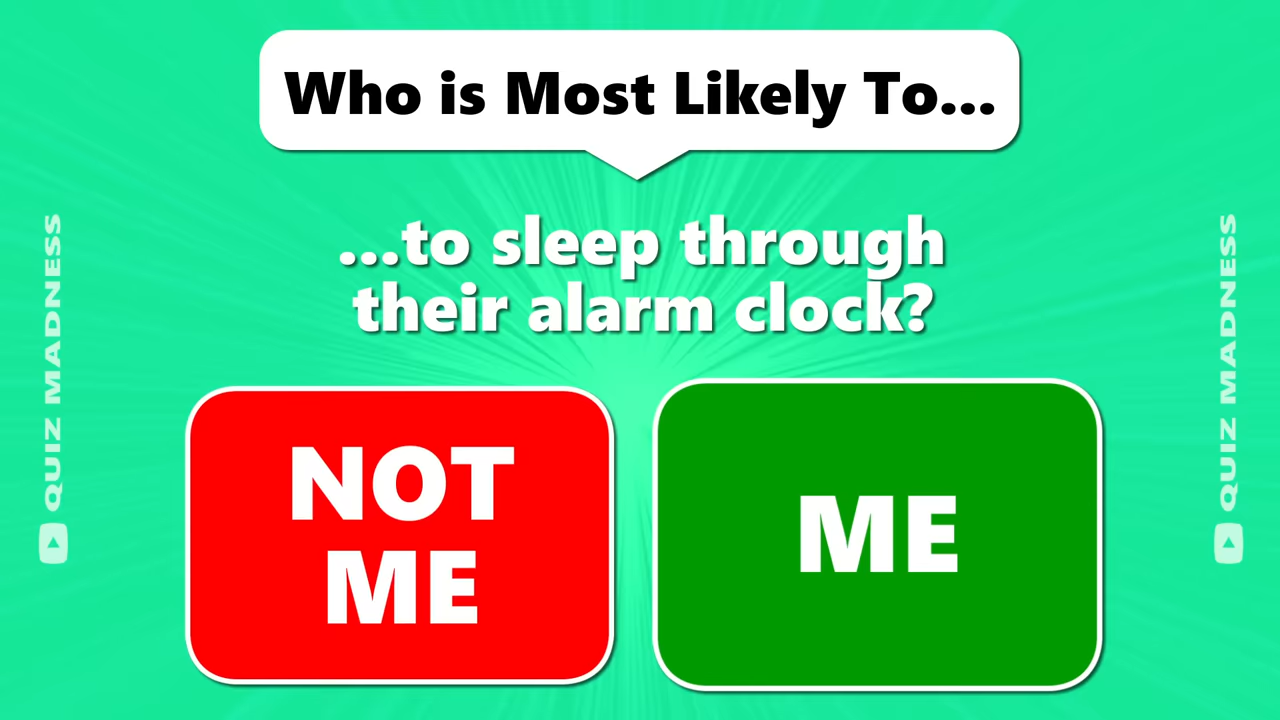 Who is Most Likely To...
...to sleep through
their alarm clock?
NOT
ME
ME
QUIZ MADNESS
QUIZ MADNESS